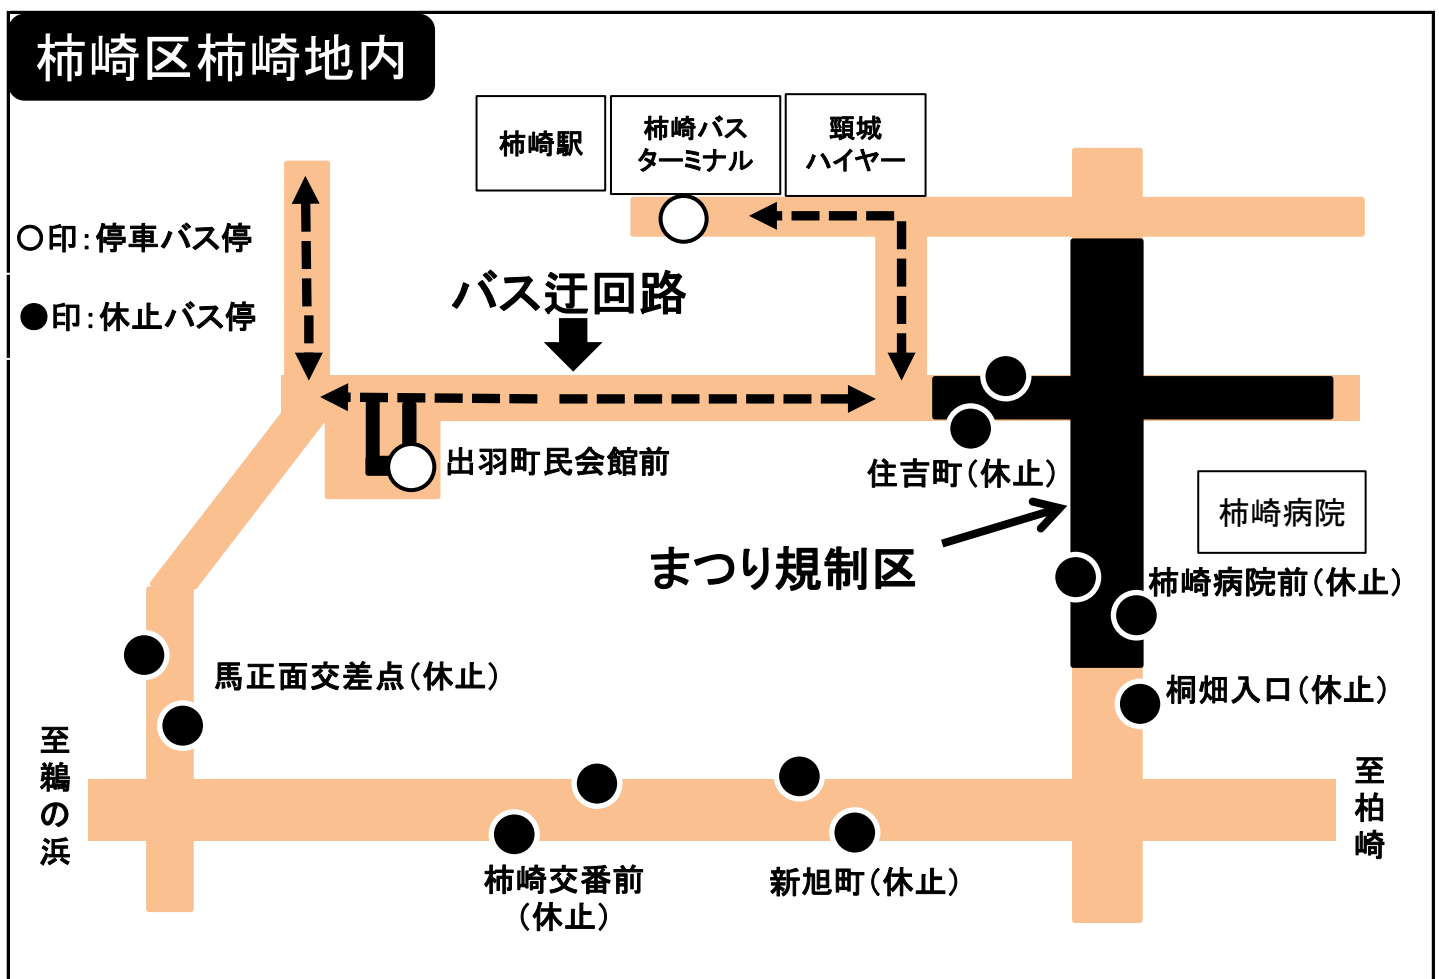 柿崎区柿崎地内
柿崎駅
柿崎バス
ターミナル
頸城
ハイヤー
○印：停車バス停
●印：休止バス停
バス迂回路
出羽町民会館前
住吉町（休止）
柿崎病院
まつり規制区
柿崎病院前（休止）
馬正面交差点（休止）
桐畑入口（休止）
至鵜の浜
至柏崎
柿崎交番前
（休止）
新旭町（休止）